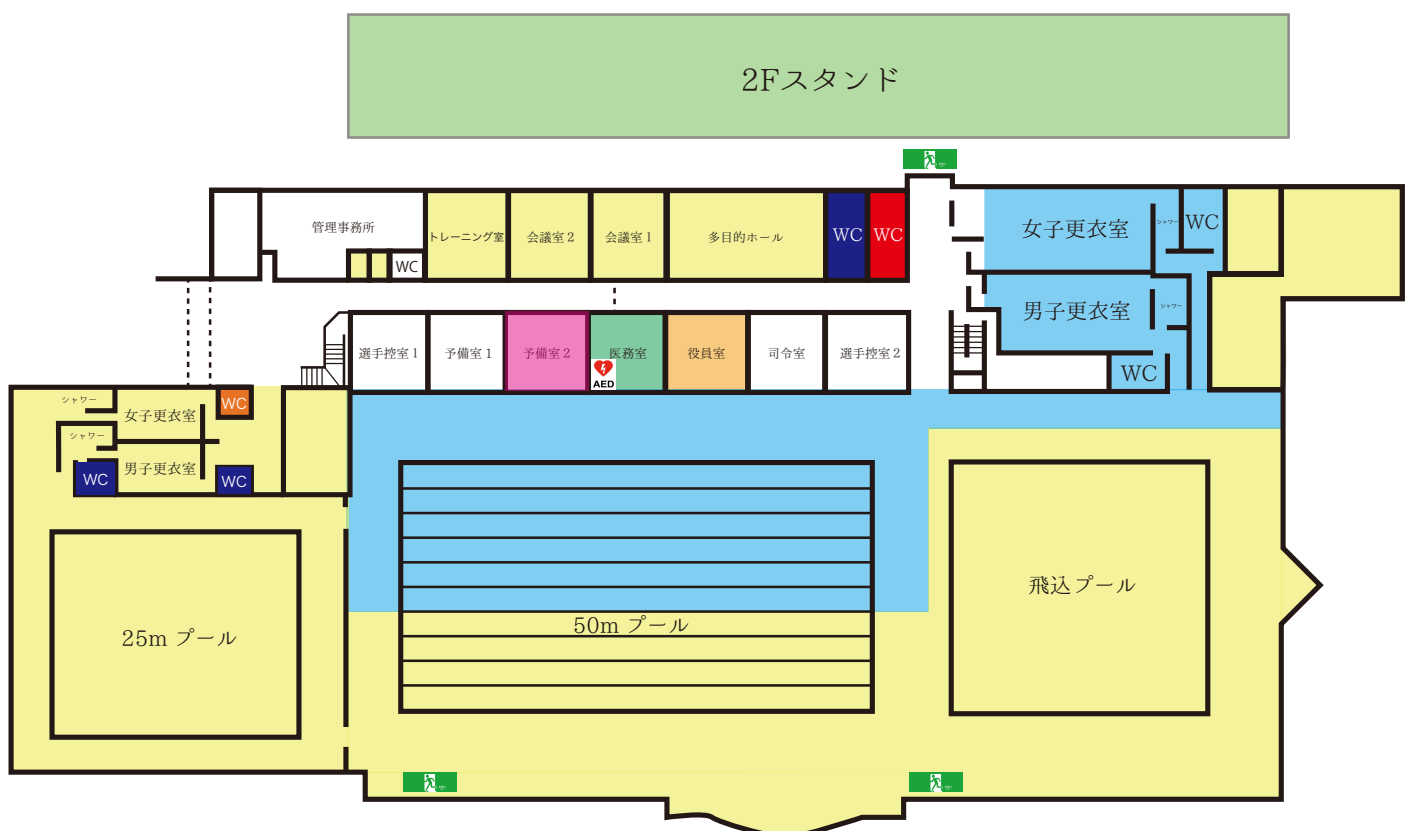 2Fスタンド
管理事務所
WC
トレーニング室
会議室2
会議室1
多目的ホール
WC
WC
女子更衣室
シャワー
WC
男子更衣室
シャワー
WC
選手控室1
予備室1
予備室2
医務室
AED
役員室
司令室
選手控室2
シャワー
女子更衣室
WC
シャワー
男子更衣室
WC
WC
25m プール
50m プール
飛込プール